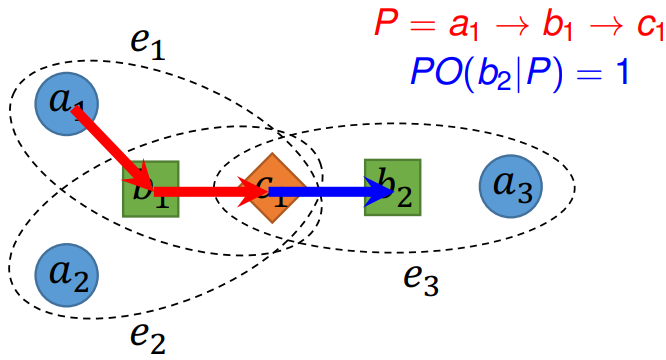 P = a₁ → b₁ → c₁
PO(b₂|P) = 1
e₁
a₁
b₁
c₁
b₂
a₃
a₂
e₃
e₂